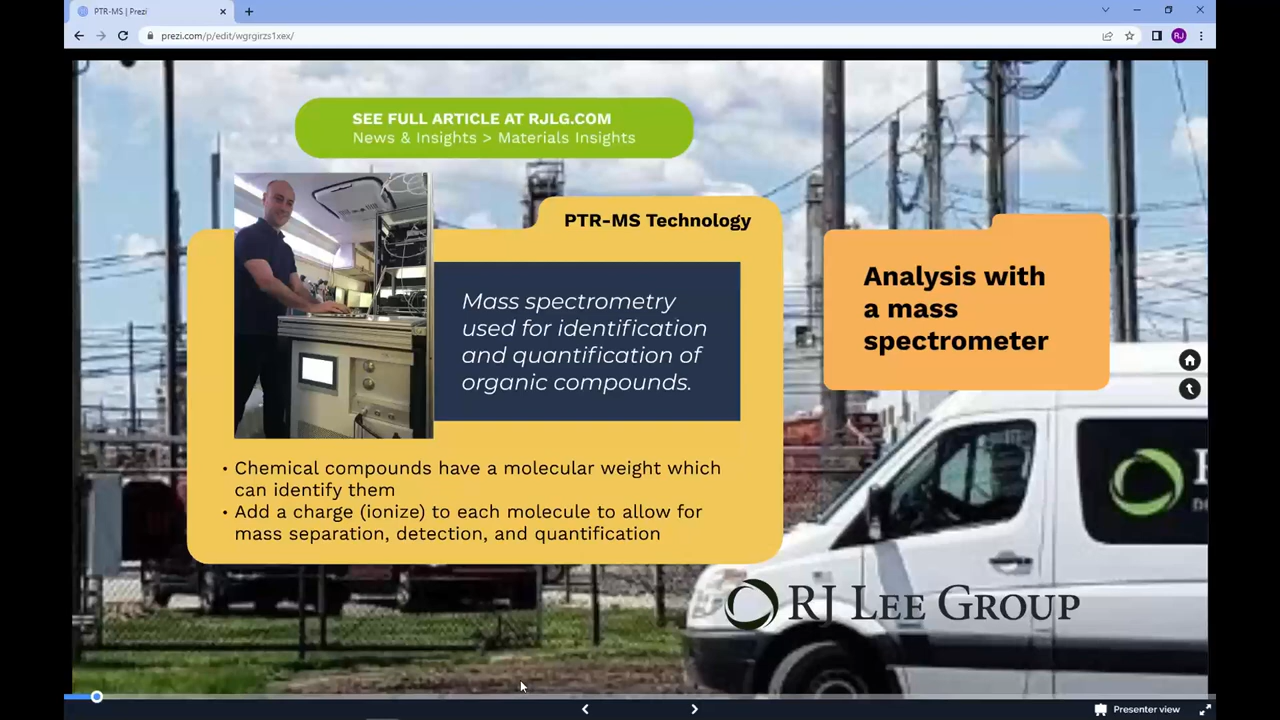 PTR-MS | Prezi
prezi.com/p/edit/wgrgirzs1xex/
RJ
SEE FULL ARTICLE AT RJLG.COM
News & Insights > Materials Insights
PTR-MS Technology
Mass spectrometry
used for identification
and quantification of
organic compounds.
• Chemical compounds have a molecular weight which
can identify them
• Add a charge (ionize) to each molecule to allow for
mass separation, detection, and quantification
Analysis with
a mass
spectrometer
RJ LEE GROUP
Presenter view